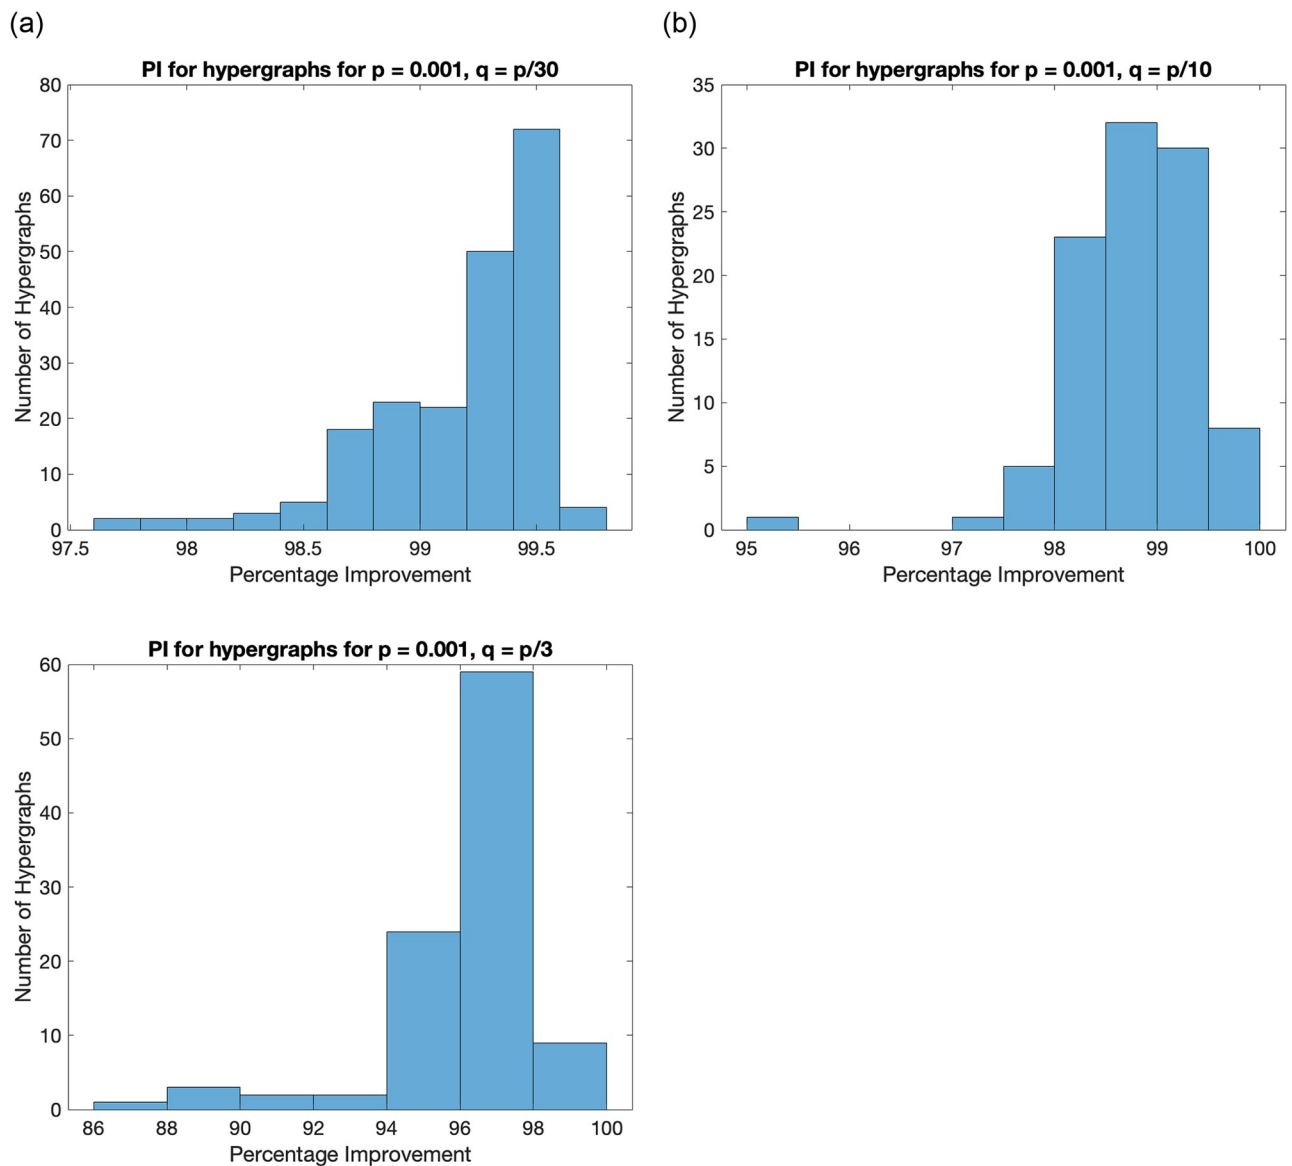 (a)
PI for hypergraphs for p = 0.001, q = p/30
Number of Hypergraphs
80
70
60
50
40
30
20
10
0
97.5 98 98.5 99 99.5
Percentage Improvement
(b)
PI for hypergraphs for p = 0.001, q = p/10
Number of Hypergraphs
35
30
25
20
15
10
5
0
95 96 97 98 99 100
Percentage Improvement
PI for hypergraphs for p = 0.001, q = p/3
Number of Hypergraphs
60
50
40
30
20
10
0
86 88 90 92 94 96 98 100
Percentage Improvement